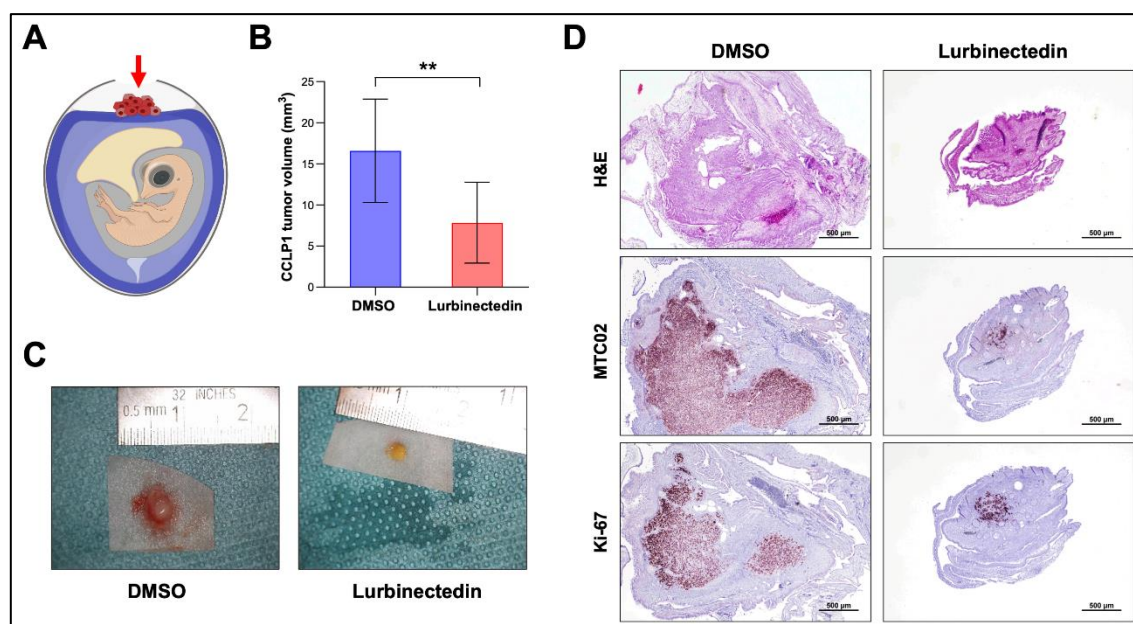 A
B
**
CCLP1 tumor volume (mm³)
25
20
15
10
5
0
DMSO
Lurbinectedin
C
32 INCHES
0.5 mm 1 2
1
DMSO
Lurbinectedin
D
DMSO
Lurbinectedin
H&E
500 µm
500 µm
MTC02
500 µm
500 µm
Ki-67
500 µm
500 µm